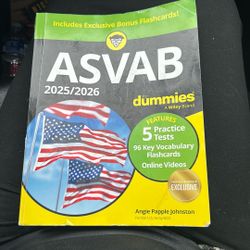 Includes Exclusive Bonus Flashcards!
ASVAB
2025/2026
dummies
A Wiley Brand
FEATURES
5 Practice
Tests
96 Key Vocabulary
Flashcards
Online Videos
EXCLUSIVE
Angie Papple Johnston